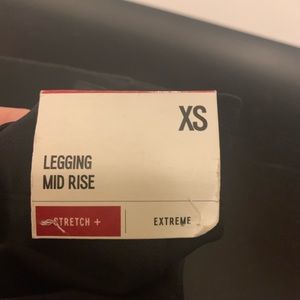 XS
LEGGING
MID RISE
STRETCH + EXTREME